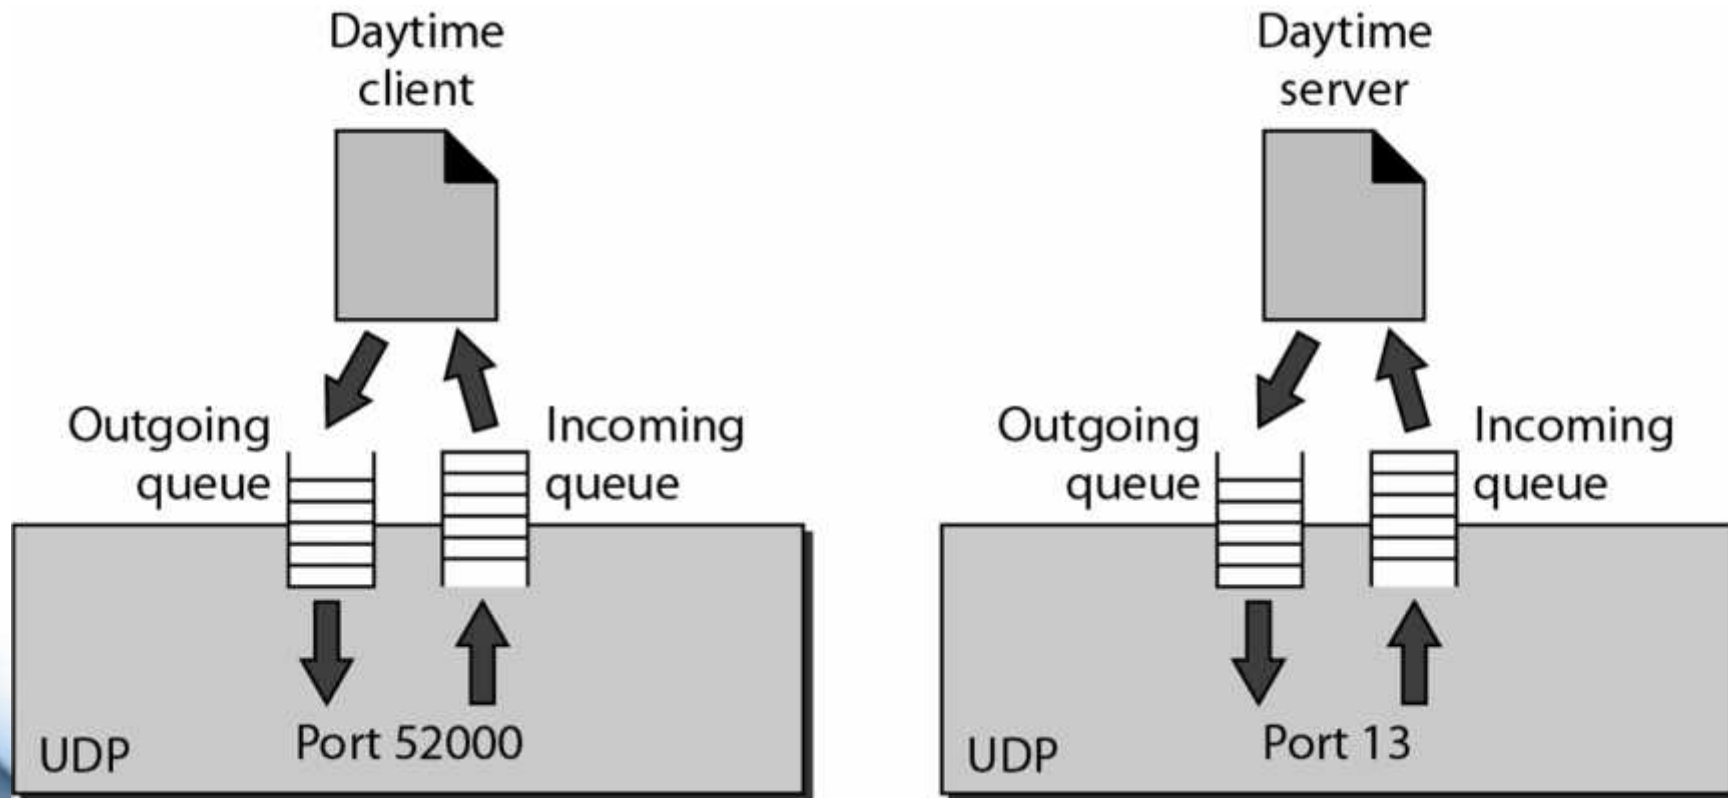 Daytime
client
Outgoing
queue
Incoming
queue
UDP
Port 52000
Daytime
server
Outgoing
queue
Incoming
queue
UDP
Port 13